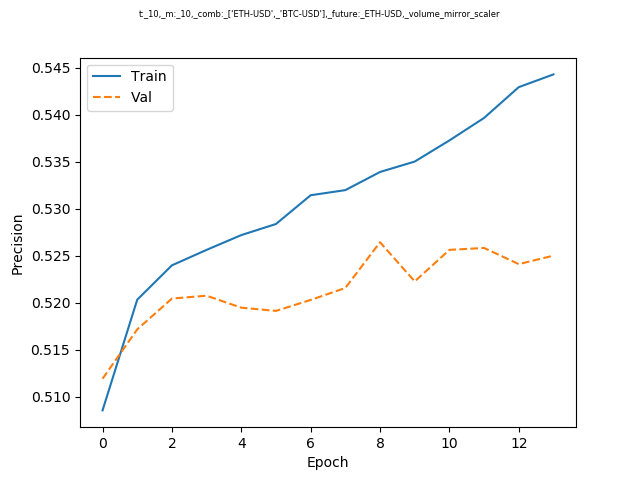 t:_10,_m:_10,_comb:_['ETH-USD',_'BTC-USD'],_future:_ETH-USD,_volume_mirror_scaler
Train
Val
0.545
0.540
0.535
0.530
0.525
0.520
0.515
0.510
Precision
0 2 4 6 8 10 12
Epoch